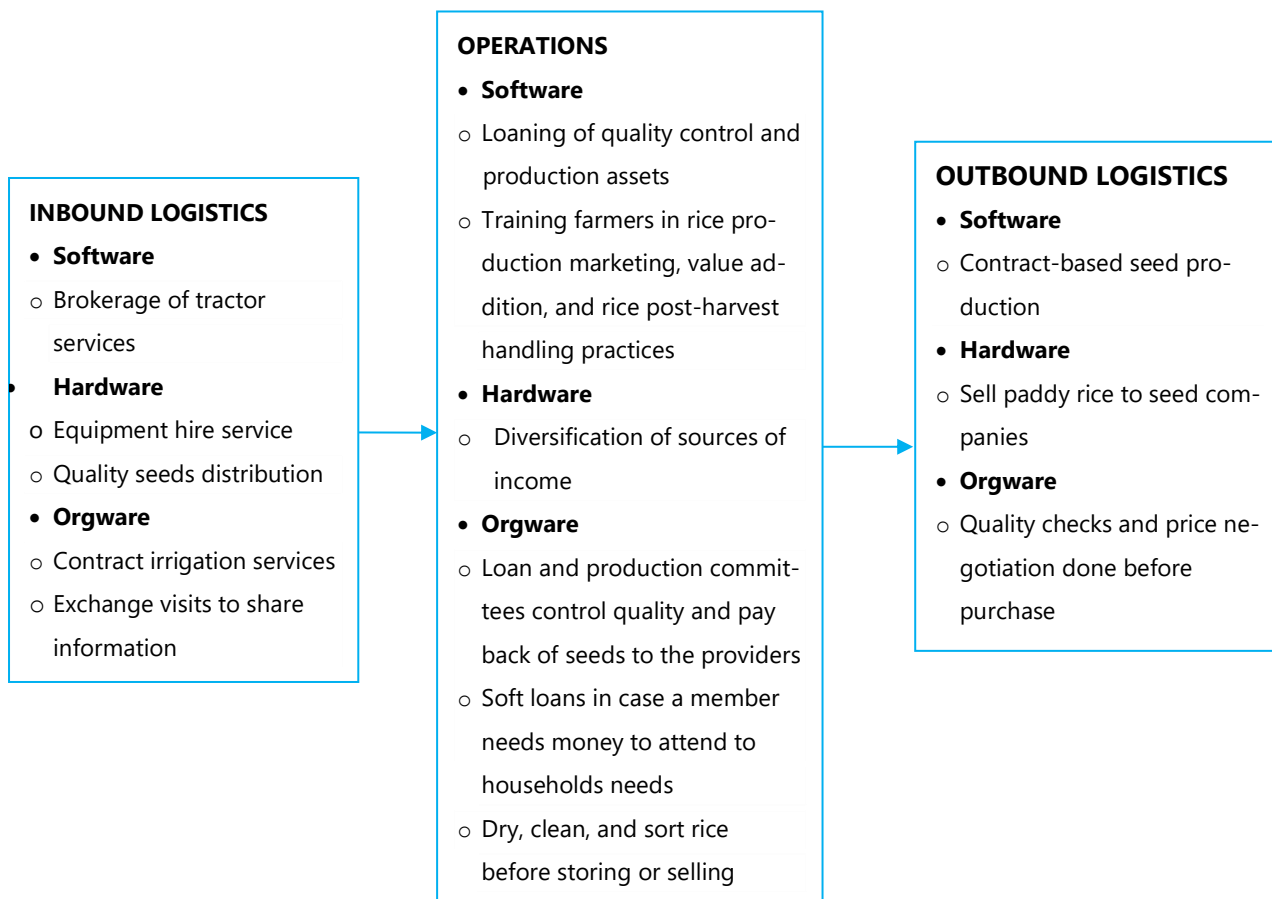 INBOUND LOGISTICS
• Software
o Brokerage of tractor
services
• Hardware
o Equipment hire service
o Quality seeds distribution
• Orgware
o Contract irrigation services
o Exchange visits to share
information
OPERATIONS
• Software
o Loaning of quality control and
production assets
o Training farmers in rice pro-
duction marketing, value ad-
dition, and rice post-harvest
handling practices
• Hardware
o Diversification of sources of
income
• Orgware
o Loan and production commit-
tees control quality and pay
back of seeds to the providers
o Soft loans in case a member
needs money to attend to
households needs
o Dry, clean, and sort rice
before storing or selling
OUTBOUND LOGISTICS
• Software
o Contract-based seed pro-
duction
• Hardware
o Sell paddy rice to seed com-
panies
• Orgware
o Quality checks and price ne-
gotiation done before
purchase